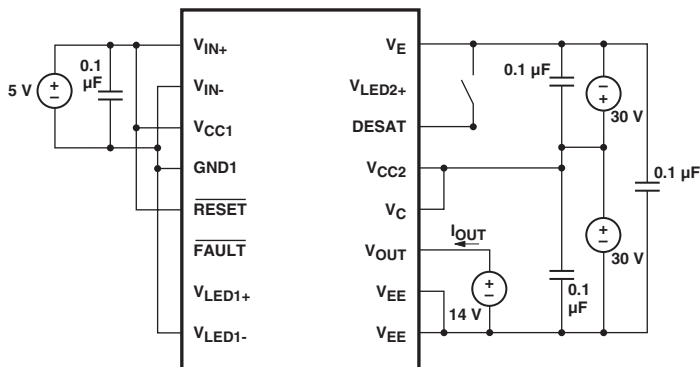 5 V
0.1
µF
VIN+
VIN-
VCC1
GND1
RESET
FAULT
VLED1+
VLED1-
VE
VLED2+
DESAT
VCC2
VC
VOUT
VEE
VEE
IOUT
14 V
0.1 µF
30 V
0.1 µF
30 V
0.1
µF